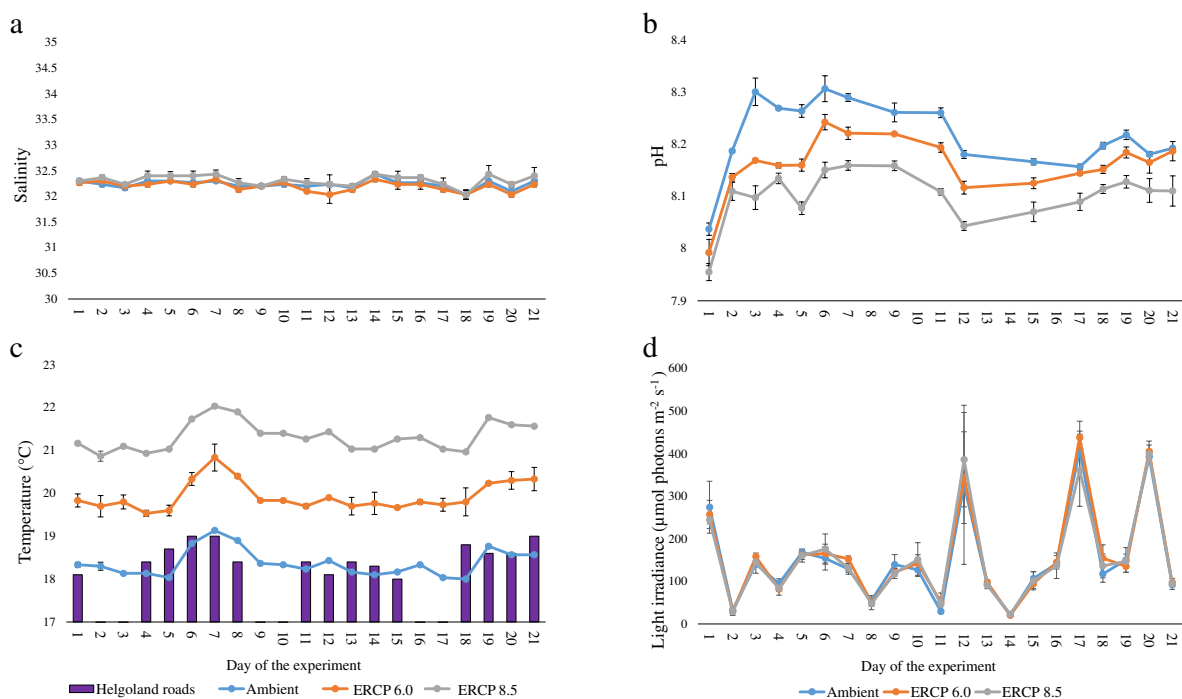 a
35
34.5
34
33.5
33
32.5
32
31.5
31
30.5
30
Salinity
1 2 3 4 5 6 7 8 9 10 11 12 13 14 15 16 17 18 19 20 21
b
8.4
8.3
8.2
8.1
8
7.9
pH
1 2 3 4 5 6 7 8 9 10 11 12 13 14 15 16 17 18 19 20 21
c
23
22
21
20
19
18
17
Temperature (°C)
1 2 3 4 5 6 7 8 9 10 11 12 13 14 15 16 17 18 19 20 21
Day of the experiment
Helgoland roads Ambient ERCP 6.0 ERCP 8.5
d
600
500
400
300
200
100
0
Light irradiance (µmol photons m⁻² s⁻¹)
1 2 3 4 5 6 7 8 9 10 11 12 13 14 15 16 17 18 19 20 21
Day of the experiment
Ambient ERCP 6.0 ERCP 8.5